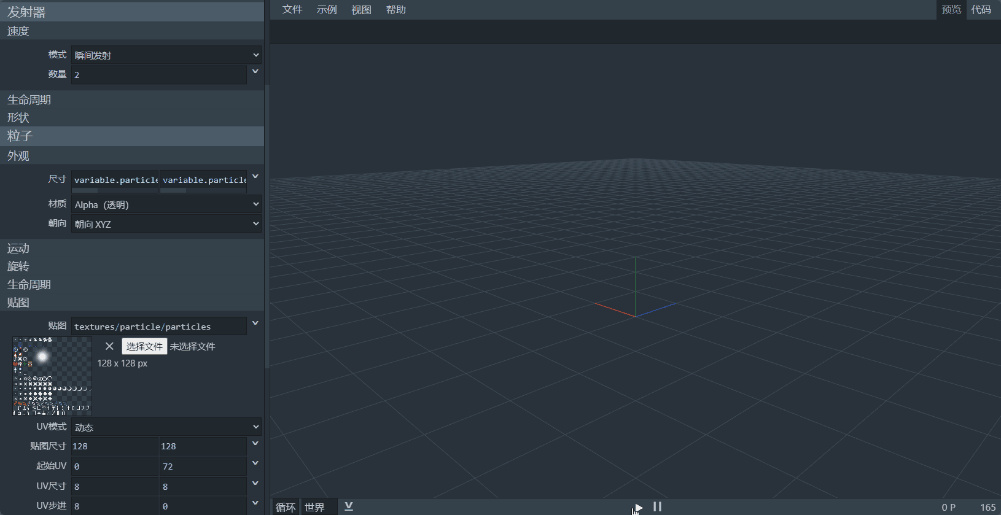 发射器
速度
模式 瞬间发射
数量 2
生命周期
形状
粒子
外观
尺寸 variable.particle variable.particle
材质 Alpha（透明）
朝向 朝向 XYZ
运动
旋转
生命周期
贴图
贴图 textures/particle/particles
选择文件 未选择文件
128 x 128 px
UV模式 动态
贴图尺寸 128 128
起始UV 0 72
UV尺寸 8 8
UV步进 8 0
文件 示例 视图 帮助 预览 代码
循环 世界 0 P 165